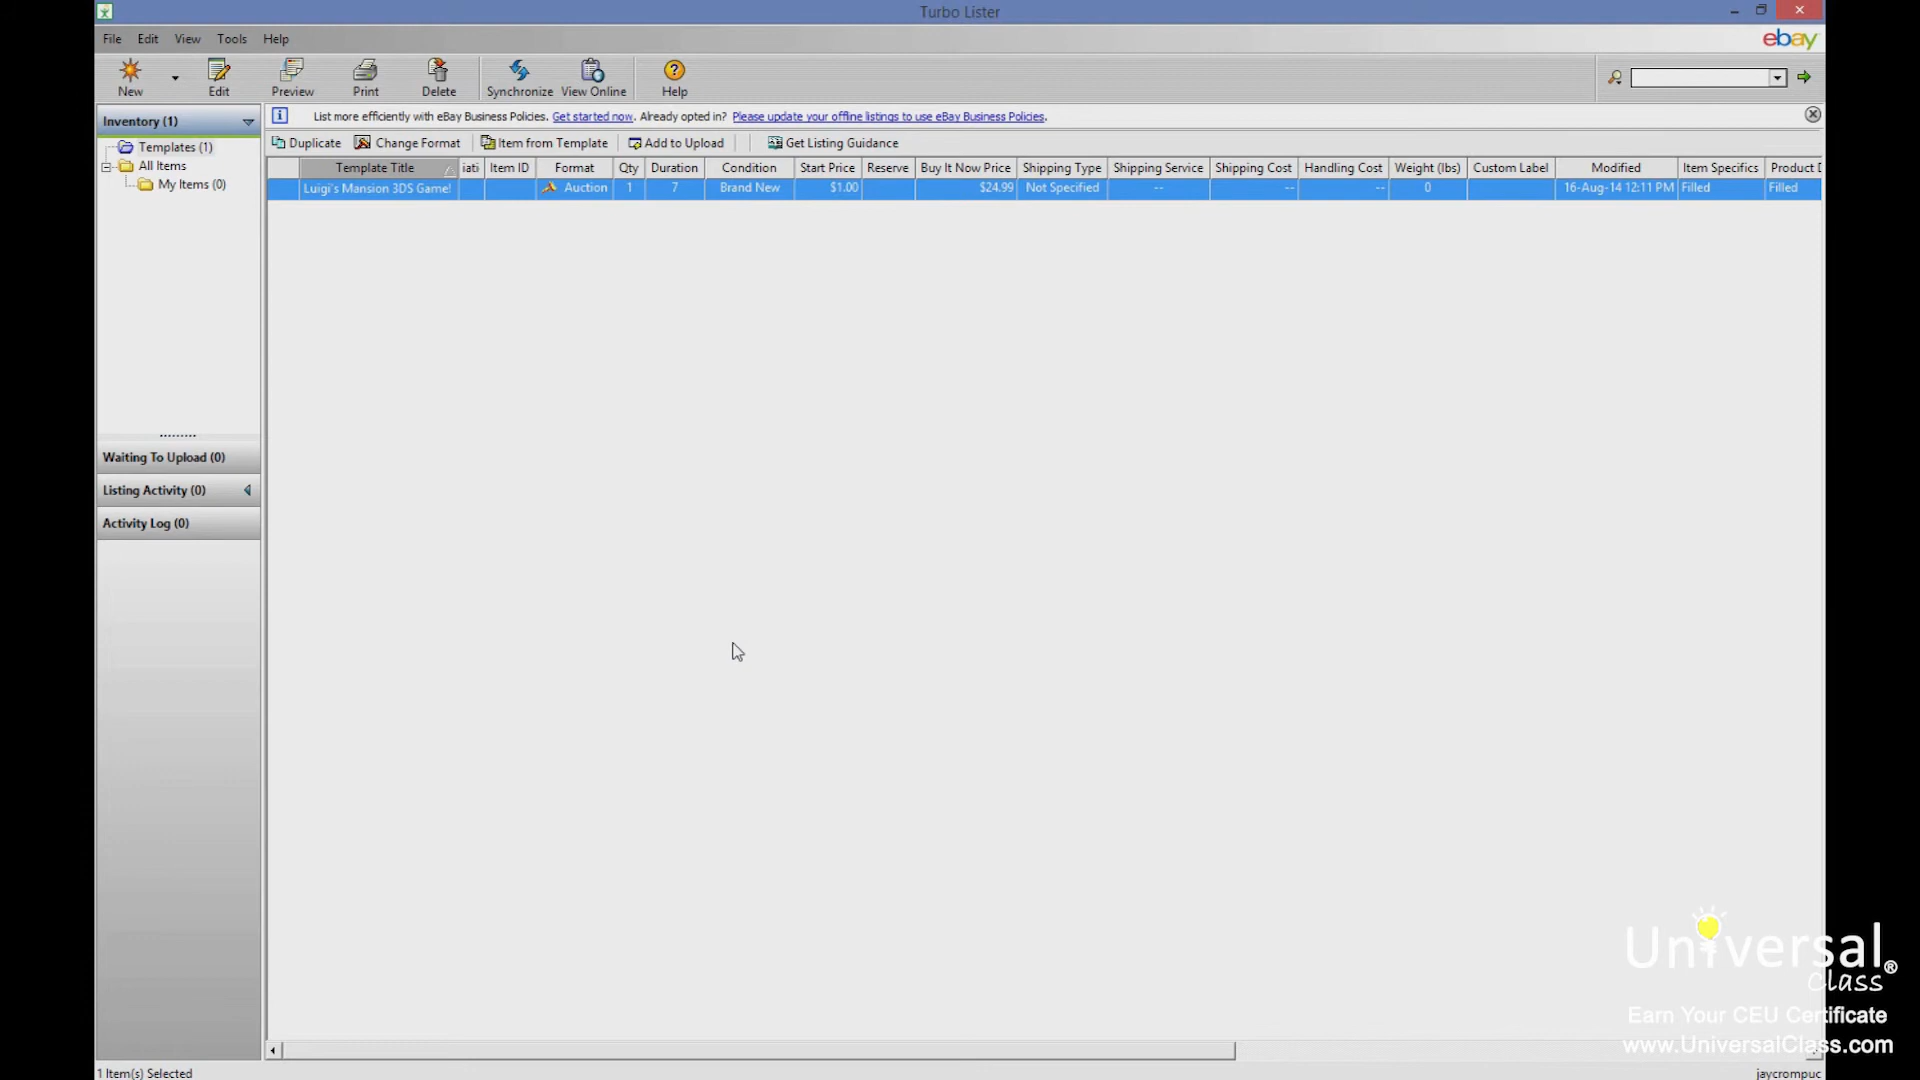 Turbo Lister
File Edit View Tools Help
ebay
New Edit Preview Print Delete Synchronize View Online Help
Inventory (1)
List more efficiently with eBay Business Policies. Get started now. Already opted in? Please update your offline listings to use eBay Business Policies.
Templates (1)
All Items
My Items (0)
Duplicate Change Format Item from Template Add to Upload Get Listing Guidance
Template Title iati Item ID Format Qty Duration Condition Start Price Reserve Buy It Now Price Shipping Type Shipping Service Shipping Cost Handling Cost Weight (lbs) Custom Label Modified Item Specifics Product D
Luigi's Mansion 3DS Game! Auction 1 7 Brand New $1.00 $24.99 Not Specified -- -- -- 0 16-Aug-14 12:11 PM Filled Filled
Waiting To Upload (0)
Listing Activity (0)
Activity Log (0)
Universal®
Class
Earn Your CEU Certificate
www.UniversalClass.com
1 Item(s) Selected
jaycrompuc